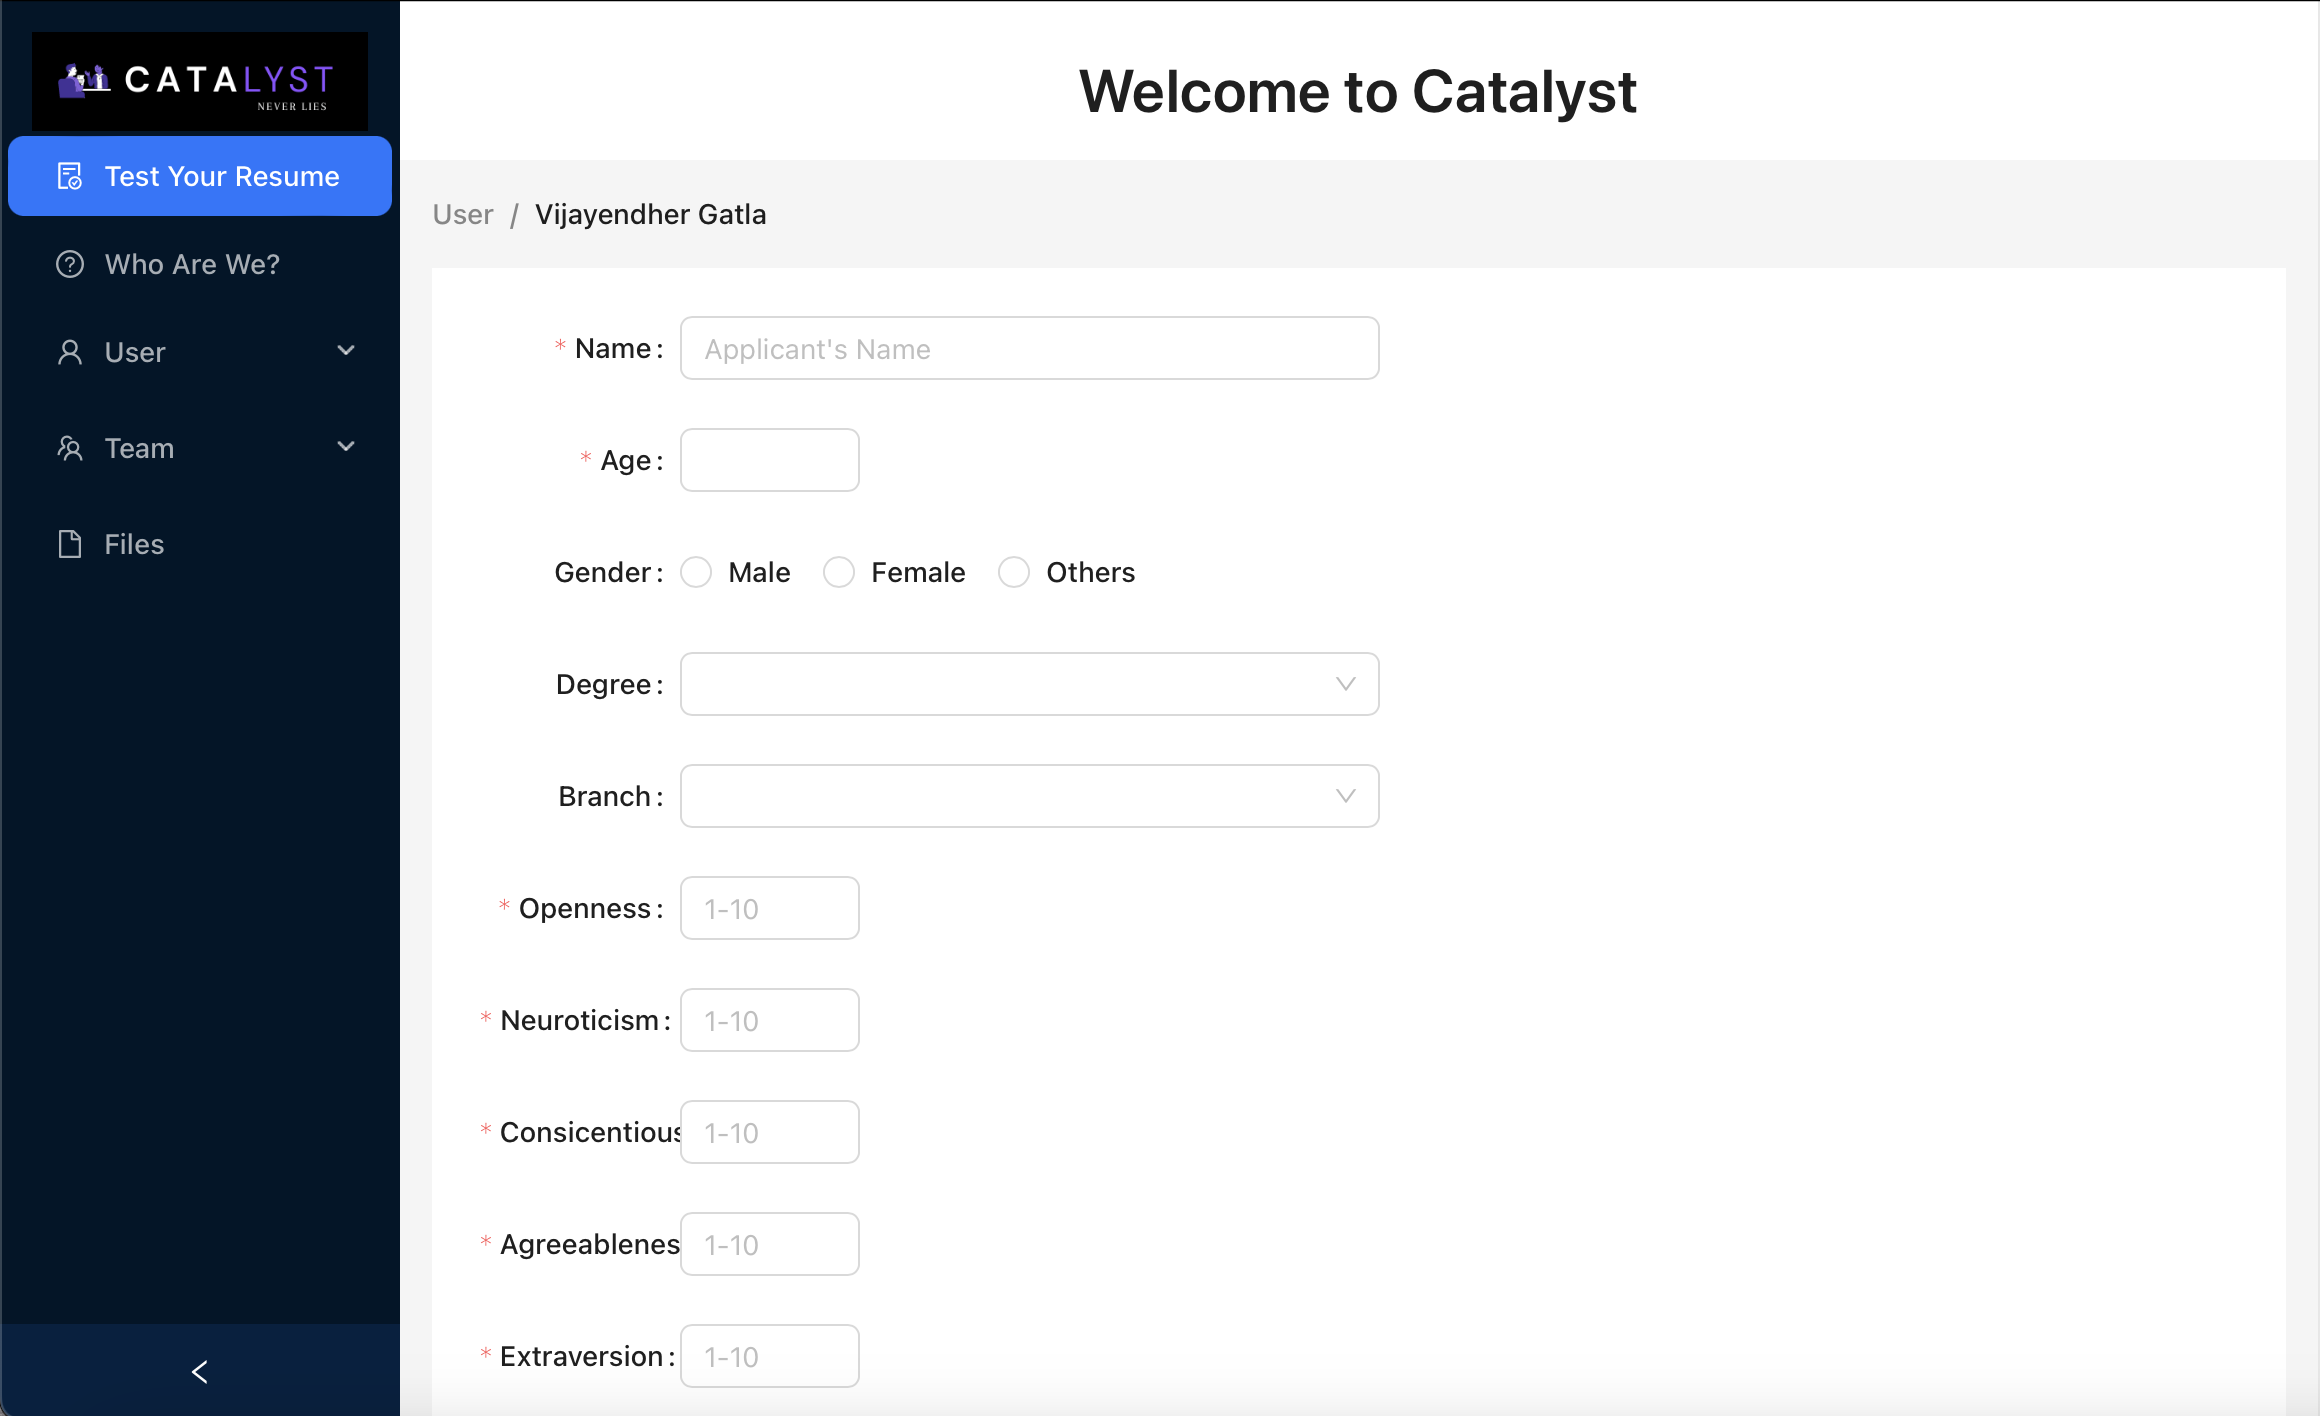 CATALYST
NEVER LIES
Test Your Resume
Who Are We?
User
Team
Files
Welcome to Catalyst
User / Vijayendher Gatla
* Name: Applicant's Name
* Age:
Gender: Male Female Others
Degree:
Branch:
* Openness: 1-10
* Neuroticism: 1-10
* Consicentious 1-10
* Agreeablenes 1-10
* Extraversion: 1-10